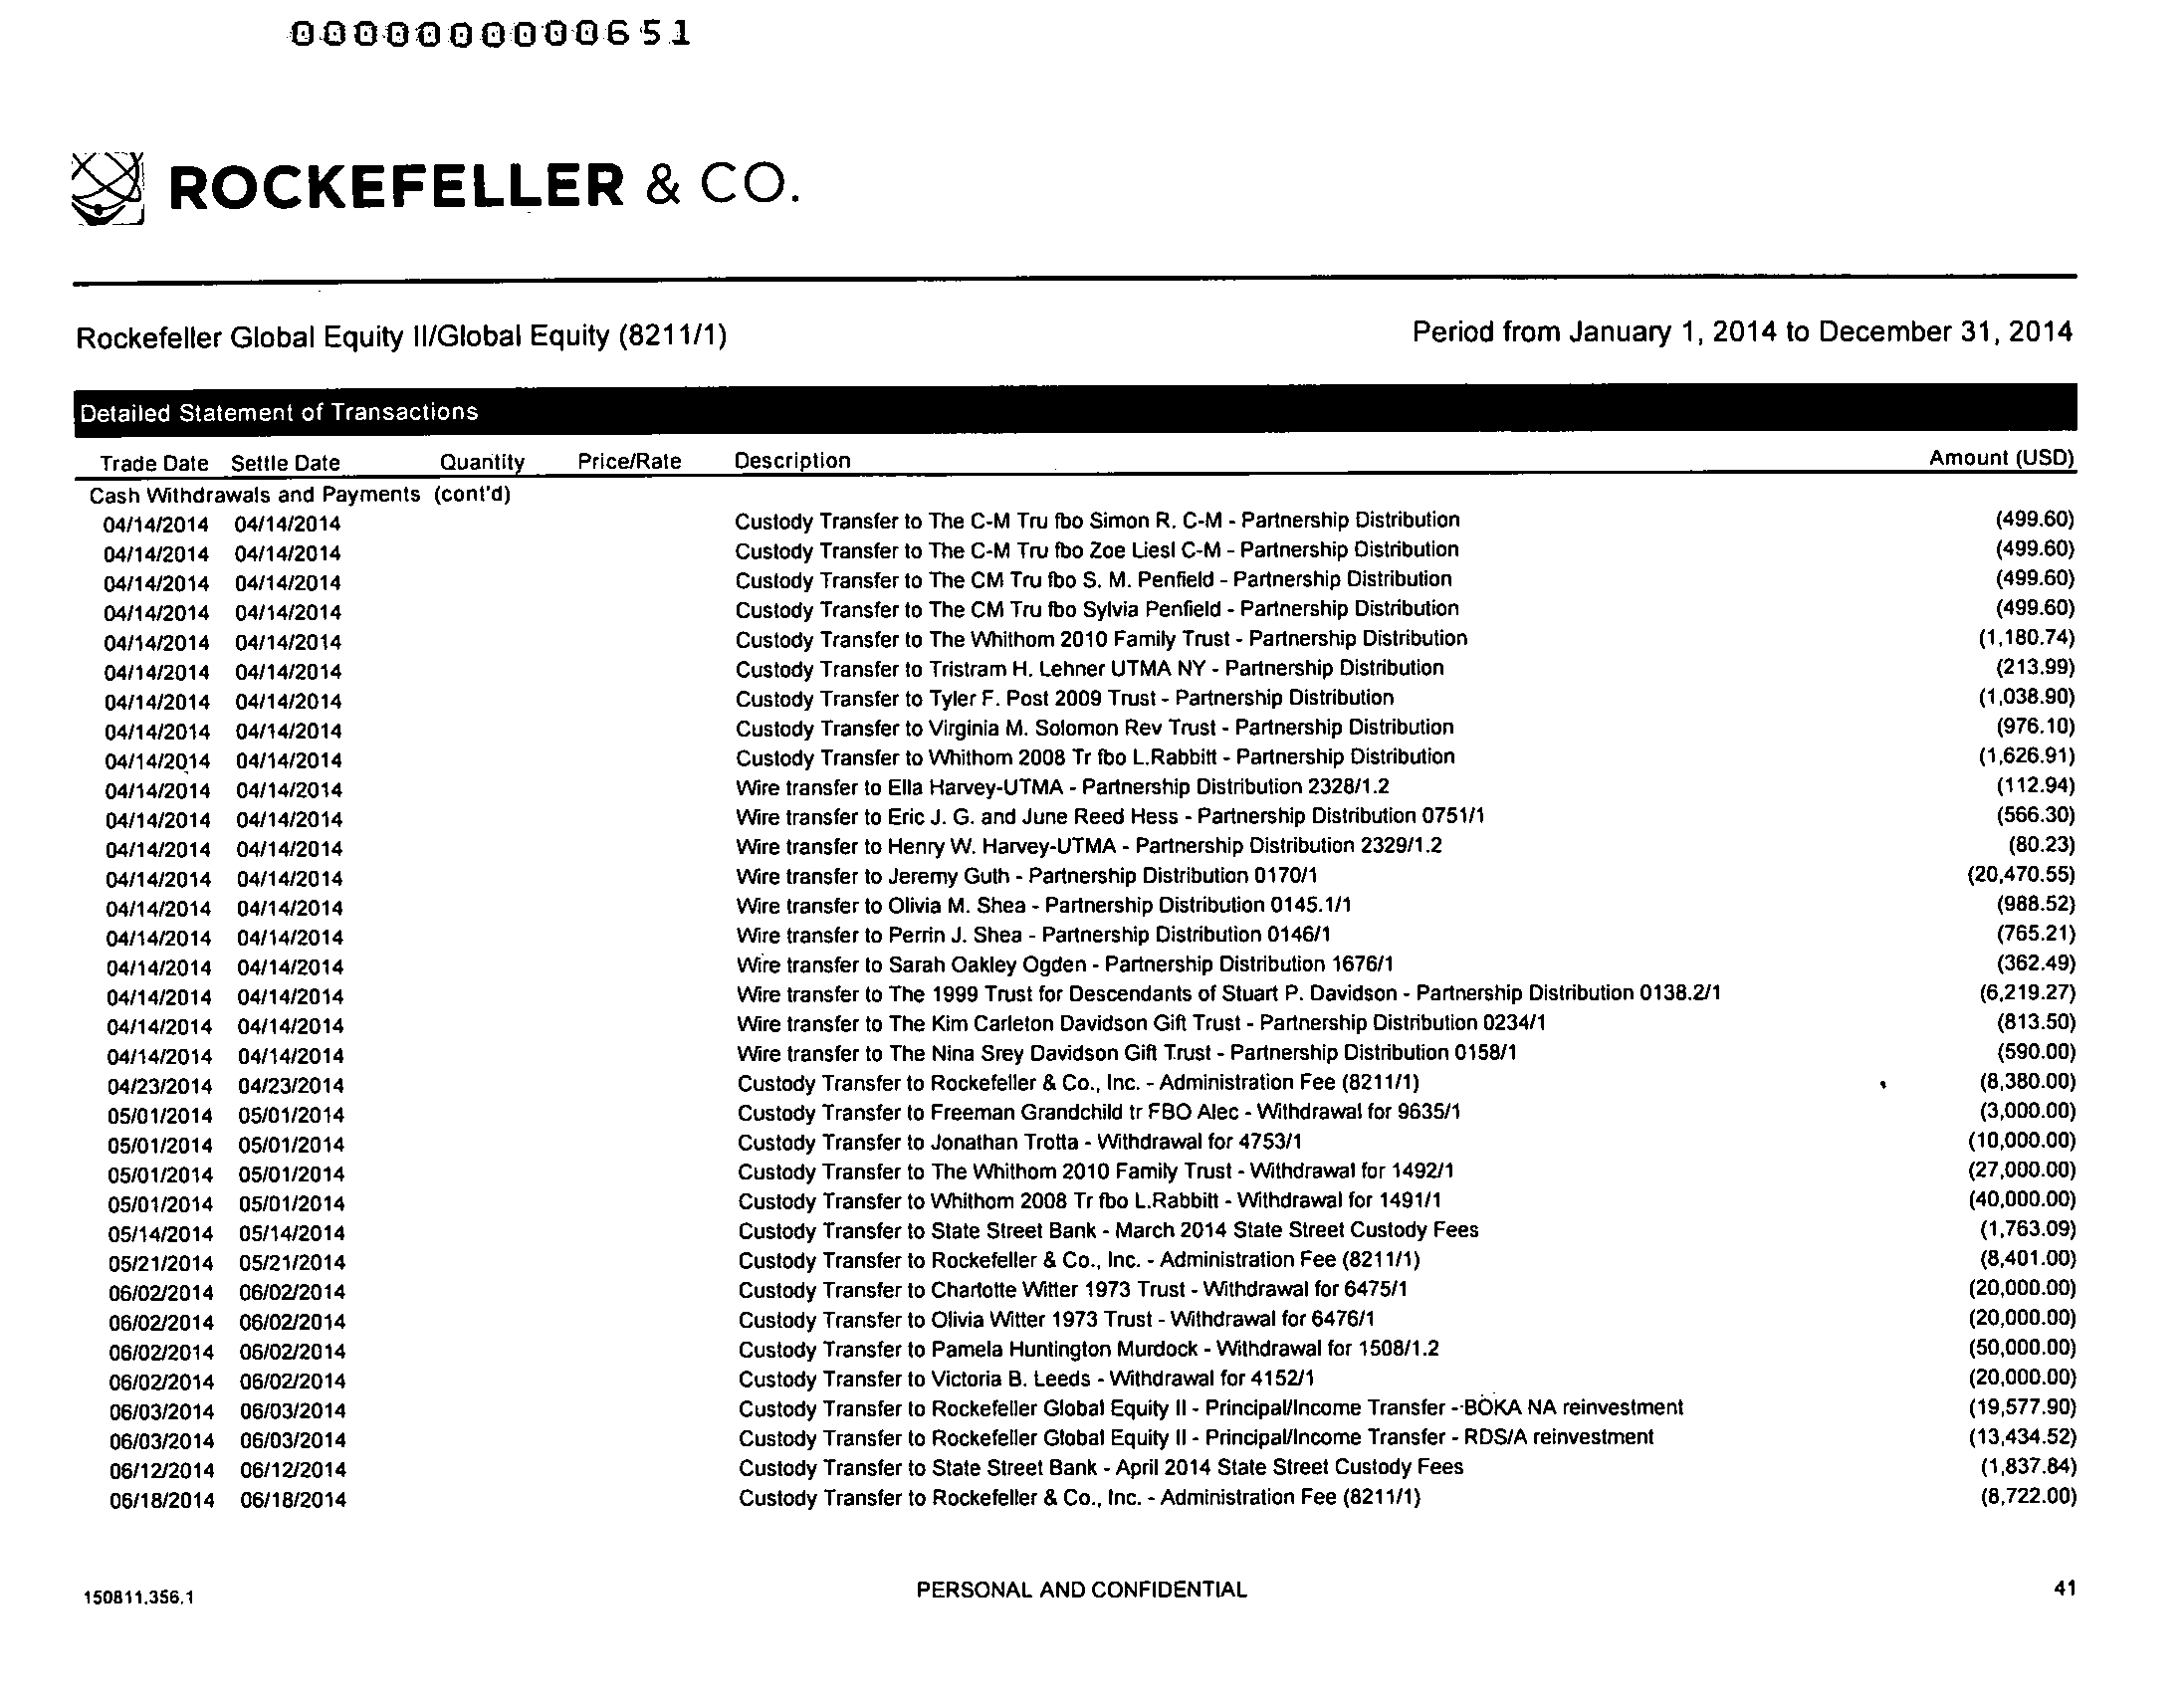 0000000000651
ROCKEFELLER & CO.
Rockefeller Global Equity II/Global Equity (8211/1) Period from January 1, 2014 to December 31, 2014
Detailed Statement of Transactions
Trade Date Settle Date Quantity Price/Rate Description Amount (USD)
Cash Withdrawals and Payments (cont'd)
04/14/2014 04/14/2014 Custody Transfer to The C-M Tru fbo Simon R. C-M - Partnership Distribution (499.60)
04/14/2014 04/14/2014 Custody Transfer to The C-M Tru fbo Zoe Liesl C-M - Partnership Distribution (499.60)
04/14/2014 04/14/2014 Custody Transfer to The CM Tru fbo S. M. Penfield - Partnership Distribution (499.60)
04/14/2014 04/14/2014 Custody Transfer to The CM Tru fbo Sylvia Penfield - Partnership Distribution (499.60)
04/14/2014 04/14/2014 Custody Transfer to The Whithom 2010 Family Trust - Partnership Distribution (1,180.74)
04/14/2014 04/14/2014 Custody Transfer to Tristram H. Lehner UTMA NY - Partnership Distribution (213.99)
04/14/2014 04/14/2014 Custody Transfer to Tyler F. Post 2009 Trust - Partnership Distribution (1,038.90)
04/14/2014 04/14/2014 Custody Transfer to Virginia M. Solomon Rev Trust - Partnership Distribution (976.10)
04/14/2014 04/14/2014 Custody Transfer to Whithom 2008 Tr fbo L.Rabbitt - Partnership Distribution (1,626.91)
04/14/2014 04/14/2014 Wire transfer to Ella Harvey-UTMA - Partnership Distribution 2328/1.2 (112.94)
04/14/2014 04/14/2014 Wire transfer to Eric J. G. and June Reed Hess - Partnership Distribution 0751/1 (566.30)
04/14/2014 04/14/2014 Wire transfer to Henry W. Harvey-UTMA - Partnership Distribution 2329/1.2 (80.23)
04/14/2014 04/14/2014 Wire transfer to Jeremy Guth - Partnership Distribution 0170/1 (20,470.55)
04/14/2014 04/14/2014 Wire transfer to Olivia M. Shea - Partnership Distribution 0145.1/1 (988.52)
04/14/2014 04/14/2014 Wire transfer to Perrin J. Shea - Partnership Distribution 0146/1 (765.21)
04/14/2014 04/14/2014 Wire transfer to Sarah Oakley Ogden - Partnership Distribution 1676/1 (362.49)
04/14/2014 04/14/2014 Wire transfer to The 1999 Trust for Descendants of Stuart P. Davidson - Partnership Distribution 0138.2/1 (6,219.27)
04/14/2014 04/14/2014 Wire transfer to The Kim Carleton Davidson Gift Trust - Partnership Distribution 0234/1 (813.50)
04/14/2014 04/14/2014 Wire transfer to The Nina Srey Davidson Gift Trust - Partnership Distribution 0158/1 (590.00)
04/23/2014 04/23/2014 Custody Transfer to Rockefeller & Co., Inc. - Administration Fee (8211/1) (8,380.00)
05/01/2014 05/01/2014 Custody Transfer to Freeman Grandchild tr FBO Alec - Withdrawal for 9635/1 (3,000.00)
05/01/2014 05/01/2014 Custody Transfer to Jonathan Trotta - Withdrawal for 4753/1 (10,000.00)
05/01/2014 05/01/2014 Custody Transfer to The Whithom 2010 Family Trust - Withdrawal for 1492/1 (27,000.00)
05/01/2014 05/01/2014 Custody Transfer to Whithom 2008 Tr fbo L.Rabbitt - Withdrawal for 1491/1 (40,000.00)
05/14/2014 05/14/2014 Custody Transfer to State Street Bank - March 2014 State Street Custody Fees (1,763.09)
05/21/2014 05/21/2014 Custody Transfer to Rockefeller & Co., Inc. - Administration Fee (8211/1) (8,401.00)
06/02/2014 06/02/2014 Custody Transfer to Charlotte Witter 1973 Trust - Withdrawal for 6475/1 (20,000.00)
06/02/2014 06/02/2014 Custody Transfer to Olivia Witter 1973 Trust - Withdrawal for 6476/1 (20,000.00)
06/02/2014 06/02/2014 Custody Transfer to Pamela Huntington Murdock - Withdrawal for 1508/1.2 (50,000.00)
06/02/2014 06/02/2014 Custody Transfer to Victoria B. Leeds - Withdrawal for 4152/1 (20,000.00)
06/03/2014 06/03/2014 Custody Transfer to Rockefeller Global Equity II - Principal/Income Transfer - BOKA NA reinvestment (19,577.90)
06/03/2014 06/03/2014 Custody Transfer to Rockefeller Global Equity II - Principal/Income Transfer - RDS/A reinvestment (13,434.52)
06/12/2014 06/12/2014 Custody Transfer to State Street Bank - April 2014 State Street Custody Fees (1,837.84)
06/18/2014 06/18/2014 Custody Transfer to Rockefeller & Co., Inc. - Administration Fee (8211/1) (8,722.00)
150811.356.1 PERSONAL AND CONFIDENTIAL 41